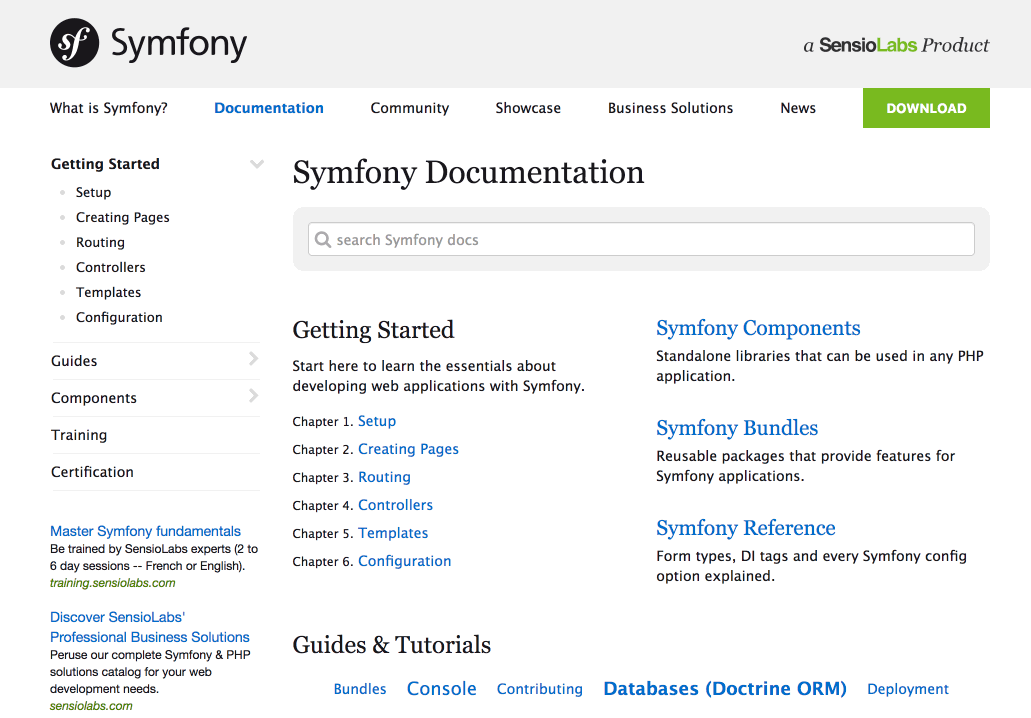 sf Symfony
a SensioLabs Product
What is Symfony? Documentation Community Showcase Business Solutions News DOWNLOAD
Getting Started
Setup
Creating Pages
Routing
Controllers
Templates
Configuration
Guides
Components
Training
Certification
Master Symfony fundamentals
Be trained by SensioLabs experts (2 to
6 day sessions -- French or English).
training.sensiolabs.com
Discover SensioLabs'
Professional Business Solutions
Peruse our complete Symfony & PHP
solutions catalog for your web
development needs.
sensiolabs.com
Symfony Documentation
search Symfony docs
Getting Started
Start here to learn the essentials about
developing web applications with Symfony.
Chapter 1. Setup
Chapter 2. Creating Pages
Chapter 3. Routing
Chapter 4. Controllers
Chapter 5. Templates
Chapter 6. Configuration
Symfony Components
Standalone libraries that can be used in any PHP
application.
Symfony Bundles
Reusable packages that provide features for
Symfony applications.
Symfony Reference
Form types, DI tags and every Symfony config
option explained.
Guides & Tutorials
Bundles Console Contributing Databases (Doctrine ORM) Deployment